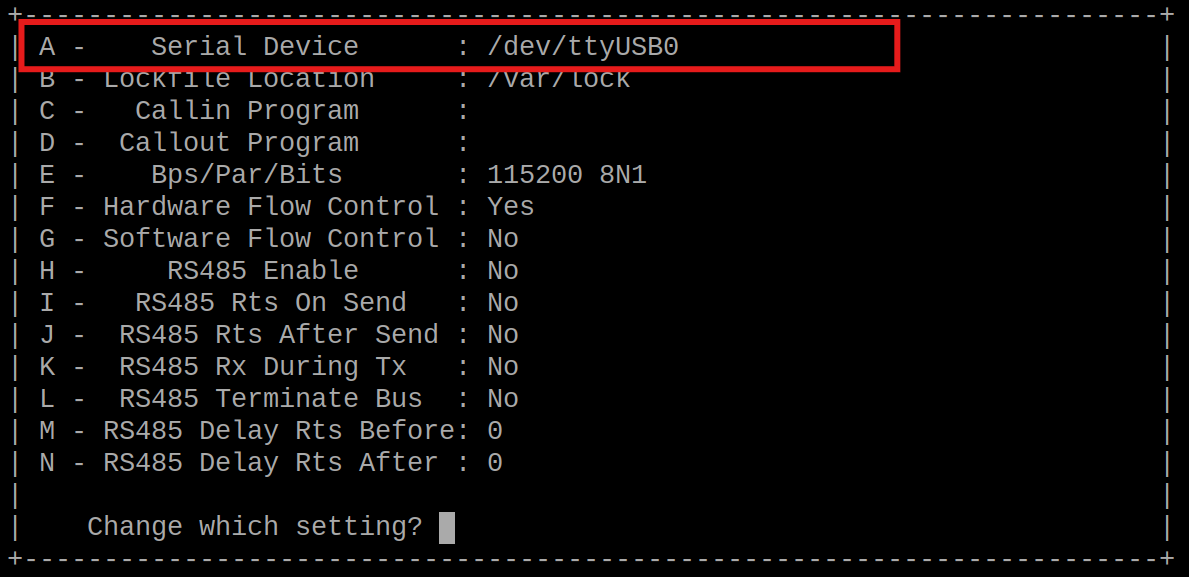 +-----------------------------------------------------------------------+
| A -    Serial Device      : /dev/ttyUSB0                              |
| B - Lockfile Location     : /var/lock                                 |
| C -   Callin Program      :                                           |
| D -  Callout Program      :                                           |
| E -    Bps/Par/Bits       : 115200 8N1                                |
| F - Hardware Flow Control : Yes                                       |
| G - Software Flow Control : No                                        |
| H -     RS485 Enable      : No                                        |
| I -   RS485 Rts On Send   : No                                        |
| J -  RS485 Rts After Send : No                                        |
| K -  RS485 Rx During Tx   : No                                        |
| L -  RS485 Terminate Bus  : No                                        |
| M - RS485 Delay Rts Before: 0                                         |
| N - RS485 Delay Rts After : 0                                         |
|                                                                       |
|    Change which setting?                                              |
+-----------------------------------------------------------------------+